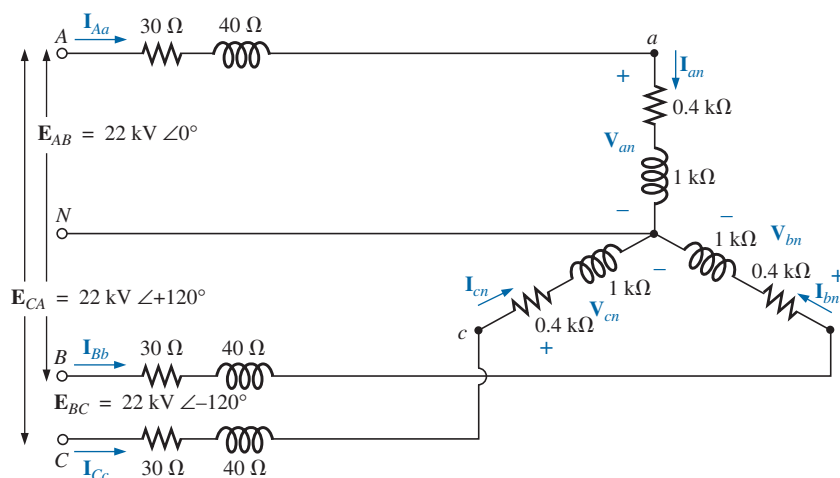 I_Aa 30 Ω 40 Ω
A
a
I_an
+
0.4 kΩ
E_AB = 22 kV ∠0°
V_an
1 kΩ
N
–
–
1 kΩ V_bn
I_cn
1 kΩ
–
0.4 kΩ
+
E_CA = 22 kV ∠+120°
I_bn
c
0.4 kΩ
V_cn
+
B
I_Bb 30 Ω 40 Ω
E_BC = 22 kV ∠–120°
C
I_Cc
30 Ω 40 Ω